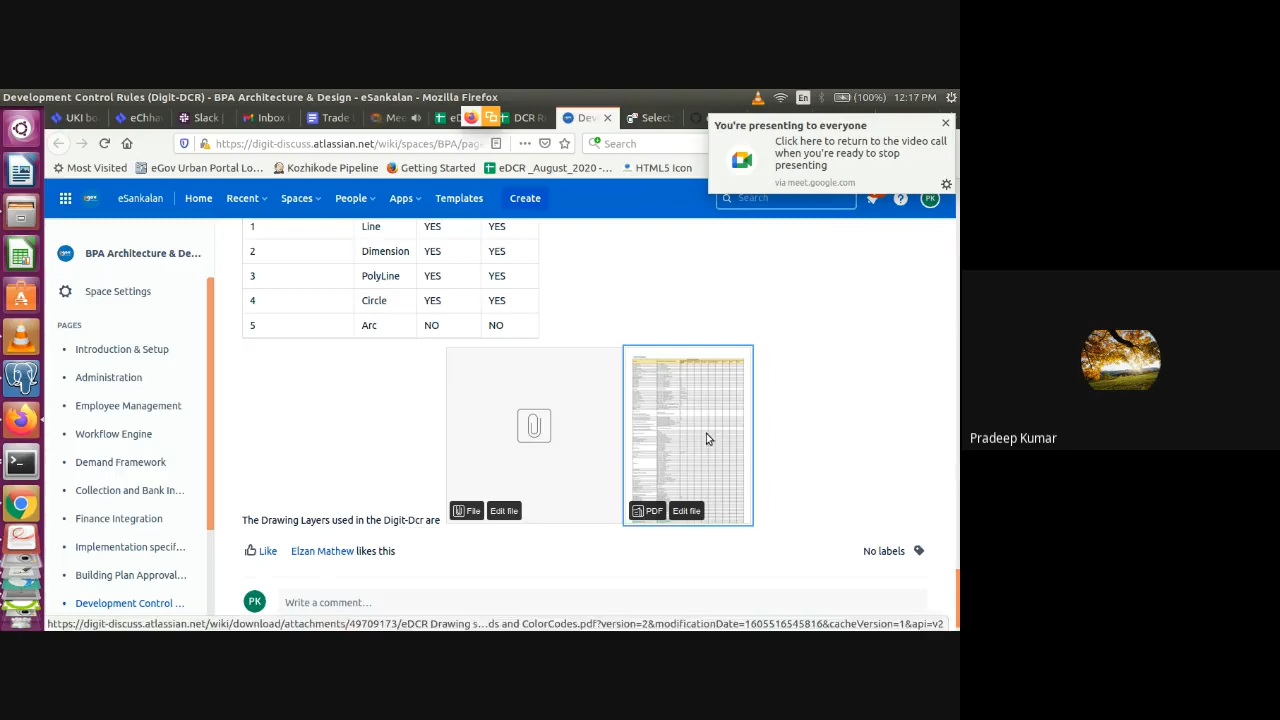 Development Control Rules (Digit-DCR) - BPA Architecture & Design - eSankalan - Mozilla Firefox
En
(100%)
12:17 PM
UKI bo
eChha
Slack |
Inbox
Trade
Mee
DCR R
Dev
Select
You're presenting to everyone
Click here to return to the video call
when you're ready to stop
presenting
via meet.google.com
https://digit-discuss.atlassian.net/wiki/spaces/BPA/page
Search
Most Visited
eGov Urban Portal Lo...
Kozhikode Pipeline
Getting Started
eDCR_August_2020 -...
HTML5 Icon
eSankalan
Home
Recent
Spaces
People
Apps
Templates
Create
Search
PK
BPA Architecture & De...
Space Settings
PAGES
Introduction & Setup
Administration
Employee Management
Workflow Engine
Demand Framework
Collection and Bank In...
Finance Integration
Implementation specif...
Building Plan Approval...
Development Control ...
1 Line YES YES
2 Dimension YES YES
3 PolyLine YES YES
4 Circle YES YES
5 Arc NO NO
File
Edit file
PDF
Edit file
The Drawing Layers used in the Digit-Dcr are
Like
Elzan Mathew likes this
No labels
PK
Write a comment...
https://digit-discuss.atlassian.net/wiki/download/attachments/49709173/eDCR Drawing s...ds and ColorCodes.pdf?version=2&modificationDate=1605516545816&cacheVersion=1&api=v2
Pradeep Kumar